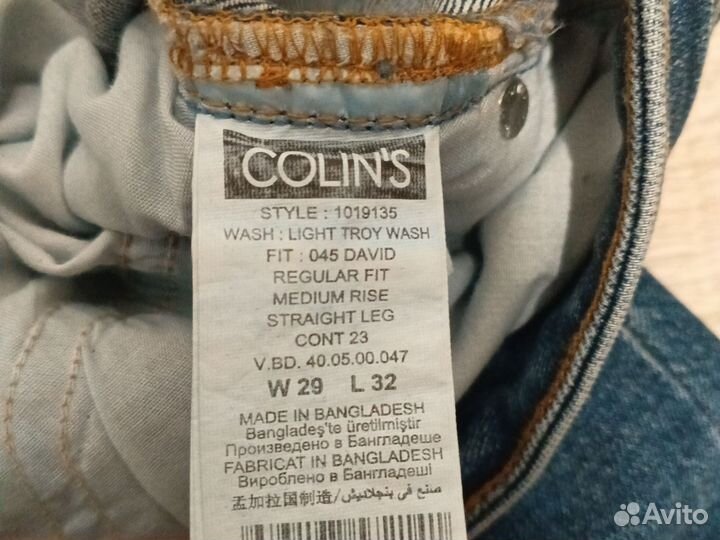 COLIN'S
STYLE : 1019135
WASH : LIGHT TROY WASH
FIT : 045 DAVID
REGULAR FIT
MEDIUM RISE
STRAIGHT LEG
CONT 23
V.BD. 40.05.00.047
W 29 L 32
MADE IN BANGLADESH
Bangladeş'te üretilmiştir
Произведено в Бангладеше
FABRICAT IN BANGLADESH
Вироблено в Бангладеші
孟加拉国制造/صنع في بنجلاديش
Avito